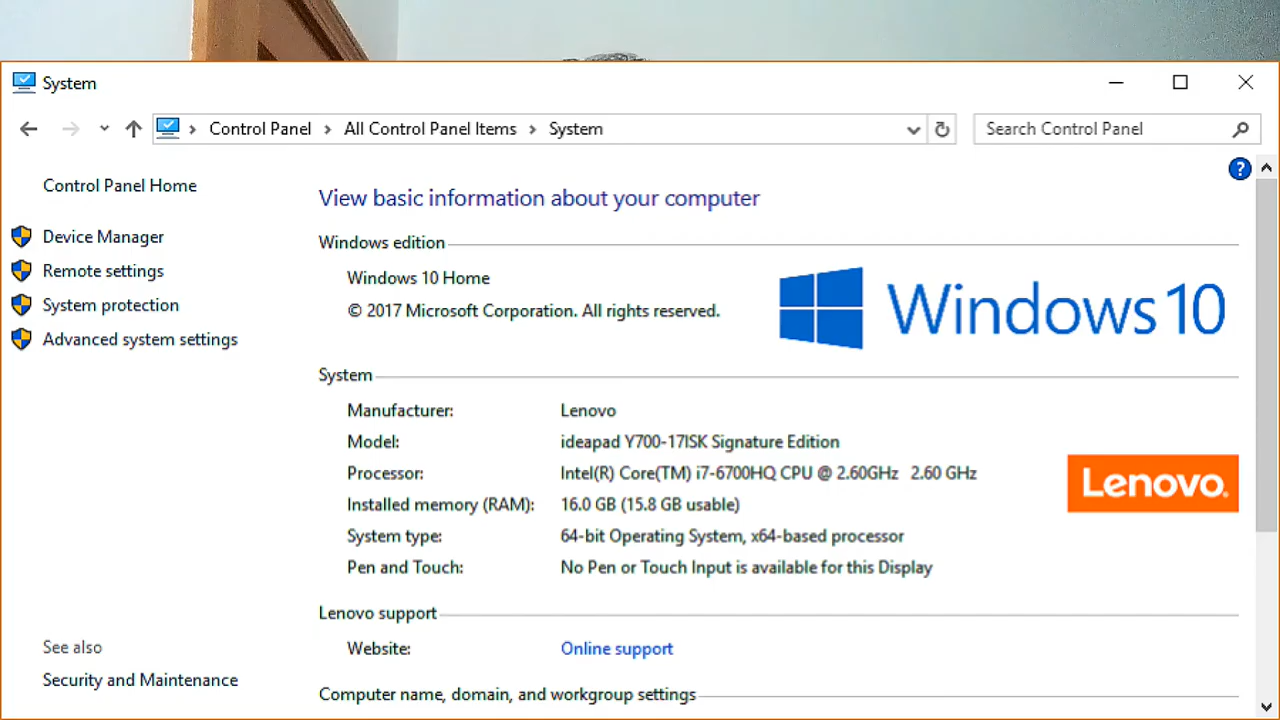 System
Control Panel > All Control Panel Items > System
Search Control Panel
Control Panel Home
Device Manager
Remote settings
System protection
Advanced system settings
See also
Security and Maintenance
View basic information about your computer
Windows edition
Windows 10 Home
© 2017 Microsoft Corporation. All rights reserved.
Windows 10
System
Manufacturer: Lenovo
Model: ideapad Y700-17ISK Signature Edition
Processor: Intel(R) Core(TM) i7-6700HQ CPU @ 2.60GHz 2.60 GHz
Installed memory (RAM): 16.0 GB (15.8 GB usable)
System type: 64-bit Operating System, x64-based processor
Pen and Touch: No Pen or Touch Input is available for this Display
Lenovo
Lenovo support
Website: Online support
Computer name, domain, and workgroup settings